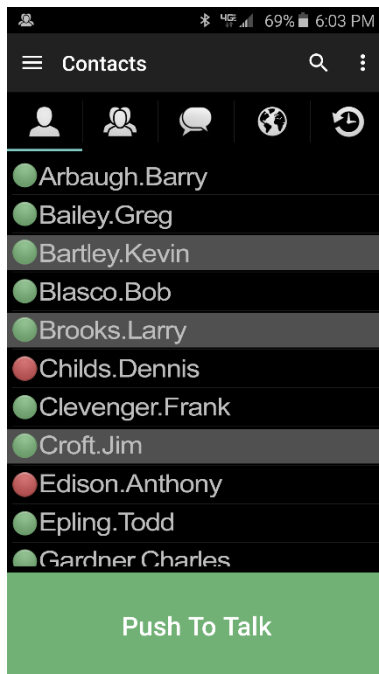 4G 69% 6:03 PM
Contacts
Arbaugh.Barry
Bailey.Greg
Bartley.Kevin
Blasco.Bob
Brooks.Larry
Childs.Dennis
Clevenger.Frank
Croft.Jim
Edison.Anthony
Epling.Todd
Gardner.Charles
Push To Talk